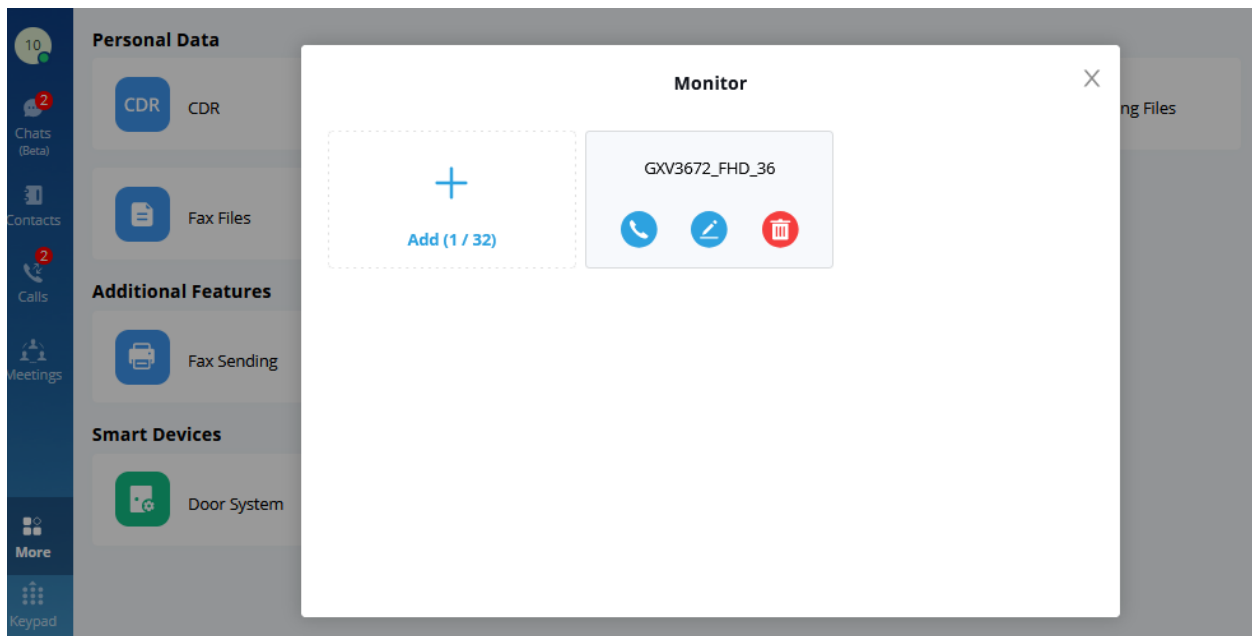 10
2
Chats
(Beta)
Contacts
2
Calls
Meetings
More
Keypad
Personal Data
CDR
CDR
Fax Files
Additional Features
Fax Sending
Smart Devices
Door System
Monitor
Add (1 / 32)
GXV3672_FHD_36
ng Files